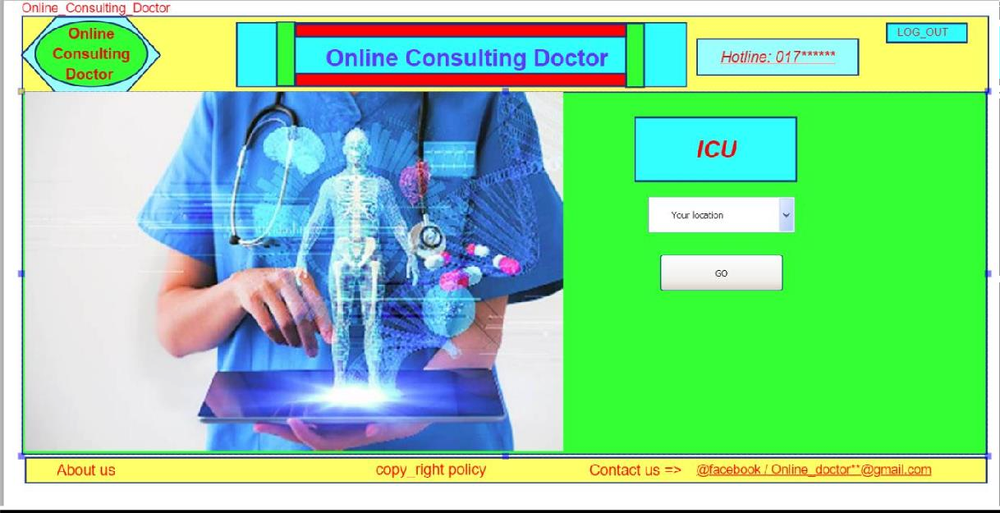 Online_Consulting_Doctor
Online
Consulting
Doctor
Online Consulting Doctor
Hotline: 017******
LOG_OUT
ICU
Your location
GO
About us
copy_right policy
Contact us =>
@facebook / Online_doctor**@gmail.com